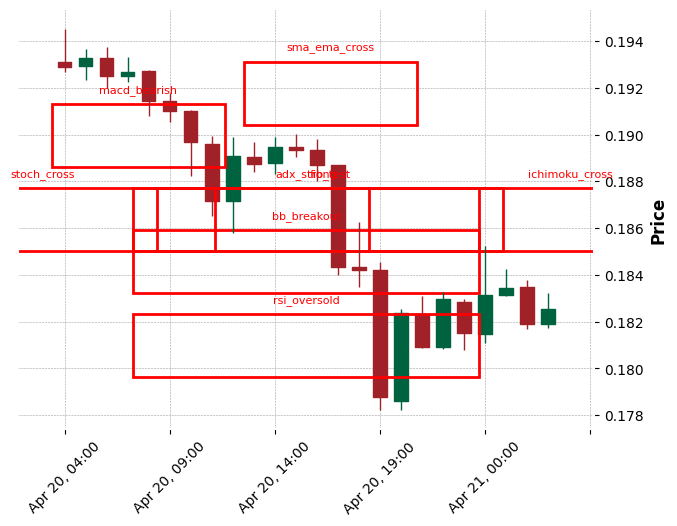 sma_ema_cross
macd_bearish
stoch_cross
adx_strong
ichimoku_cross
bb_breakout
rsi_oversold
0.194
0.192
0.190
0.188
0.186
0.184
0.182
0.180
0.178
Price
Apr 20, 04:00
Apr 20, 09:00
Apr 20, 14:00
Apr 20, 19:00
Apr 21, 00:00